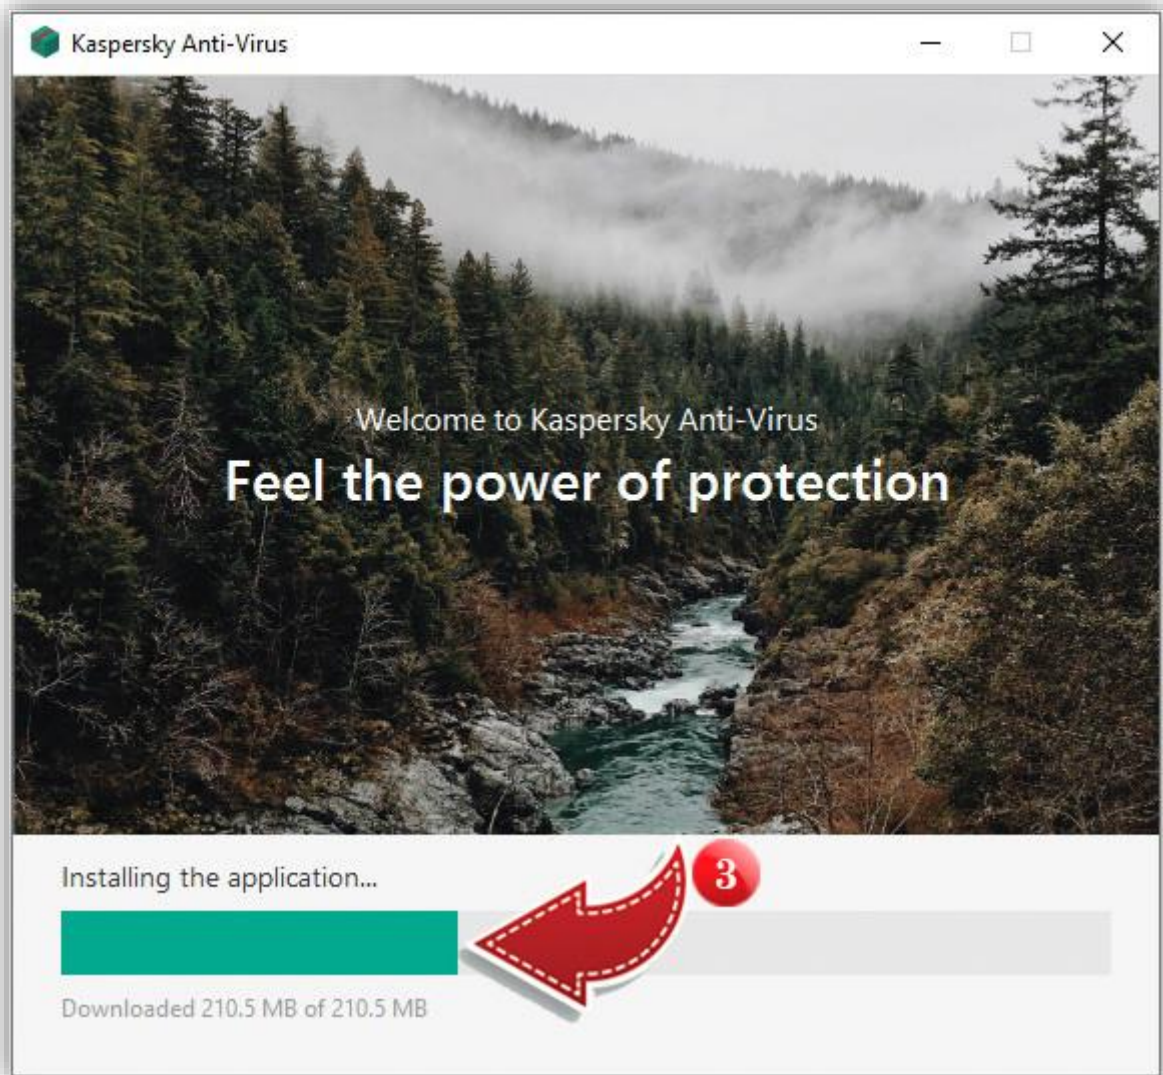 Kaspersky Anti-Virus
Welcome to Kaspersky Anti-Virus
Feel the power of protection
Installing the application...
3
Downloaded 210.5 MB of 210.5 MB